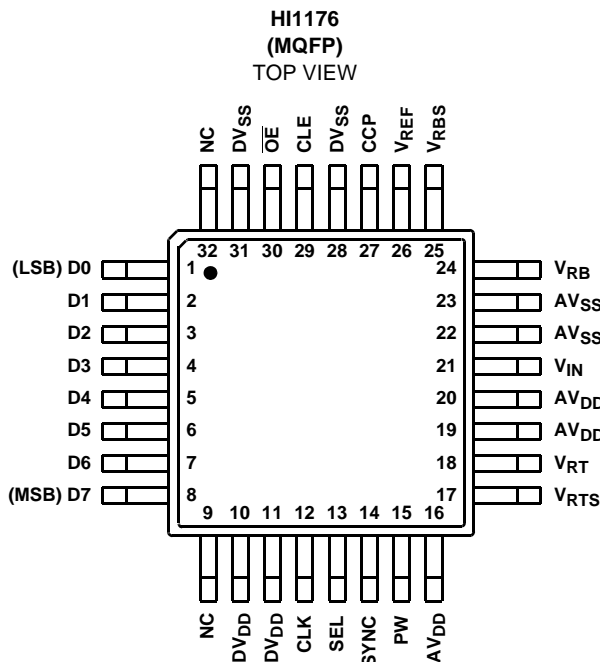 HI1176
(MQFP)
TOP VIEW
NC DVSS OE CLE DVSS CCP VREF VRBS
32 31 30 29 28 27 26 25
(LSB) D0 1 24 VRB
D1 2 23 AVSS
D2 3 22 AVSS
D3 4 21 VIN
D4 5 20 AVDD
D5 6 19 AVDD
D6 7 18 VRT
(MSB) D7 8 17 VRTS
9 10 11 12 13 14 15 16
NC DVDD DVDD CLK SEL SYNC PW AVDD